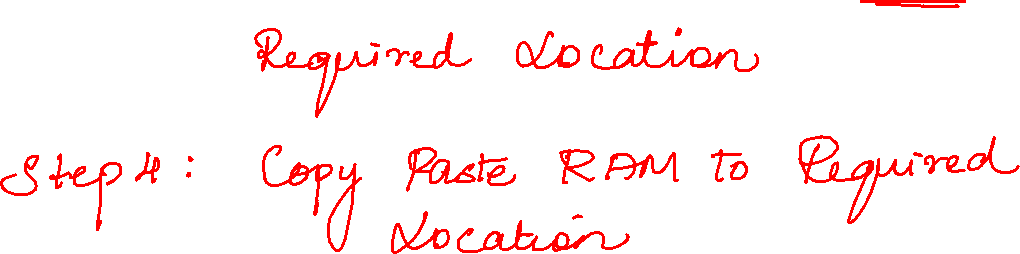 Required Location
Step 4: Copy Paste RAM to Required
Location